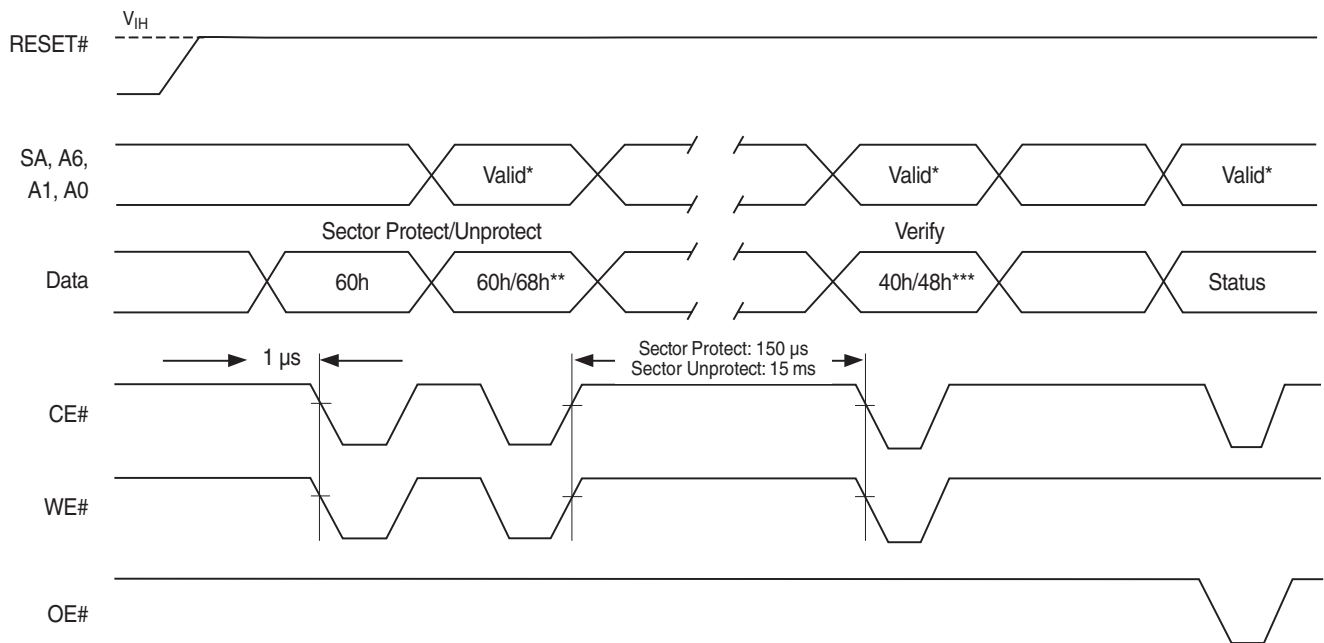 V_IH
RESET#
SA, A6,
A1, A0
Valid*
Valid*
Valid*
Sector Protect/Unprotect
Verify
Data
60h
60h/68h**
40h/48h***
Status
1 µs
Sector Protect: 150 µs
Sector Unprotect: 15 ms
CE#
WE#
OE#